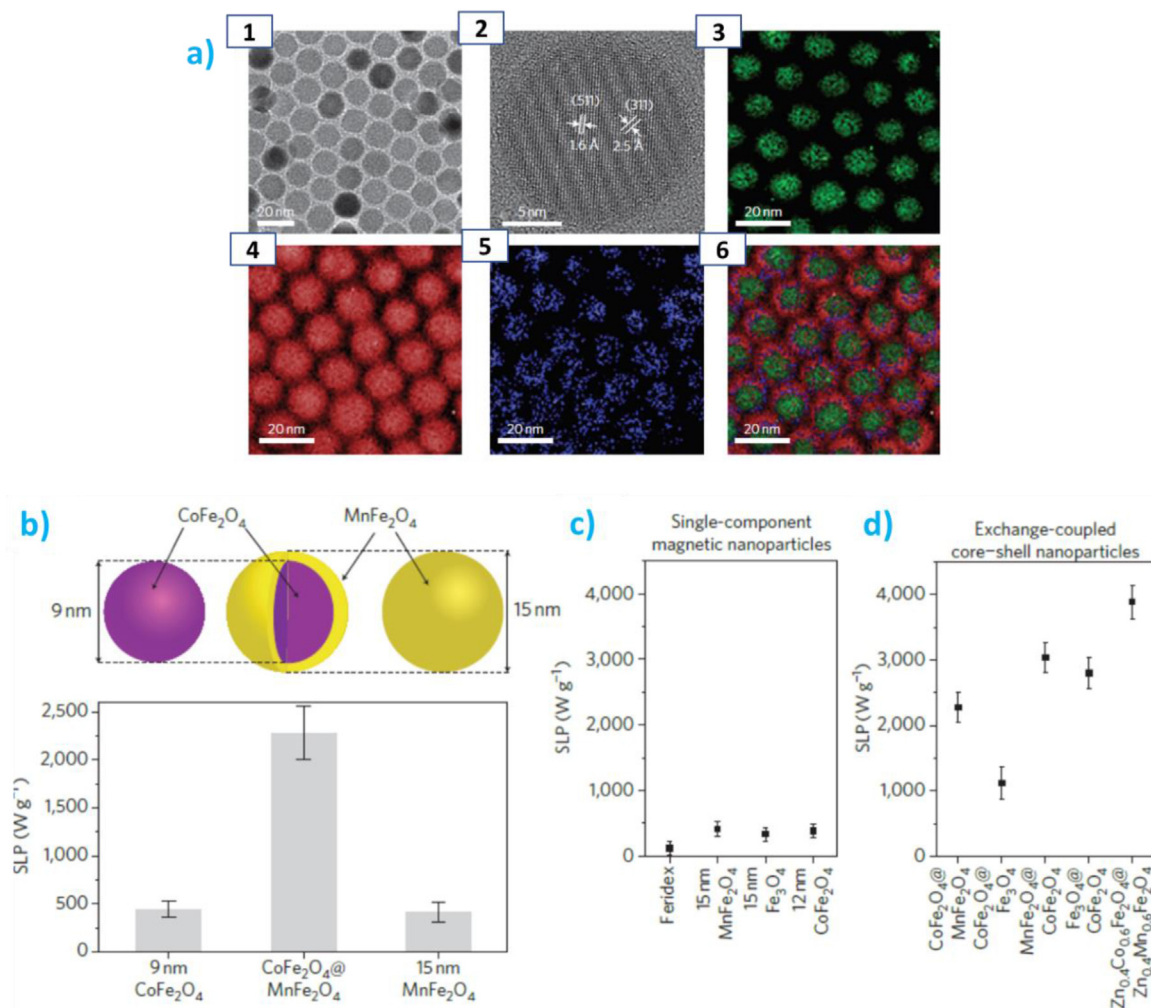 a)
1
2
3
20 nm
(511)
1.6 Å
(311)
2.5 Å
5 nm
20 nm
4
5
6
20 nm
20 nm
20 nm
b)
CoFe₂O₄
MnFe₂O₄
9 nm
15 nm
SLP (W g⁻¹)
2,500
2,000
1,500
1,000
500
0
9 nm
CoFe₂O₄
CoFe₂O₄@
MnFe₂O₄
15 nm
MnFe₂O₄
c)
Single-component
magnetic nanoparticles
SLP (W g⁻¹)
4,000
3,000
2,000
1,000
0
Feridex
15 nm
MnFe₂O₄
15 nm
Fe₃O₄
12 nm
CoFe₂O₄
d)
Exchange-coupled
core–shell nanoparticles
SLP (W g⁻¹)
4,000
3,000
2,000
1,000
0
CoFe₂O₄@
MnFe₂O₄
CoFe₂O₄@
Fe₃O₄
MnFe₂O₄@
CoFe₂O₄
Fe₃O₄@
CoFe₂O₄
Zn₀.₄Co₀.₆Fe₂O₄@
Zn₀.₄Mn₀.₆Fe₂O₄